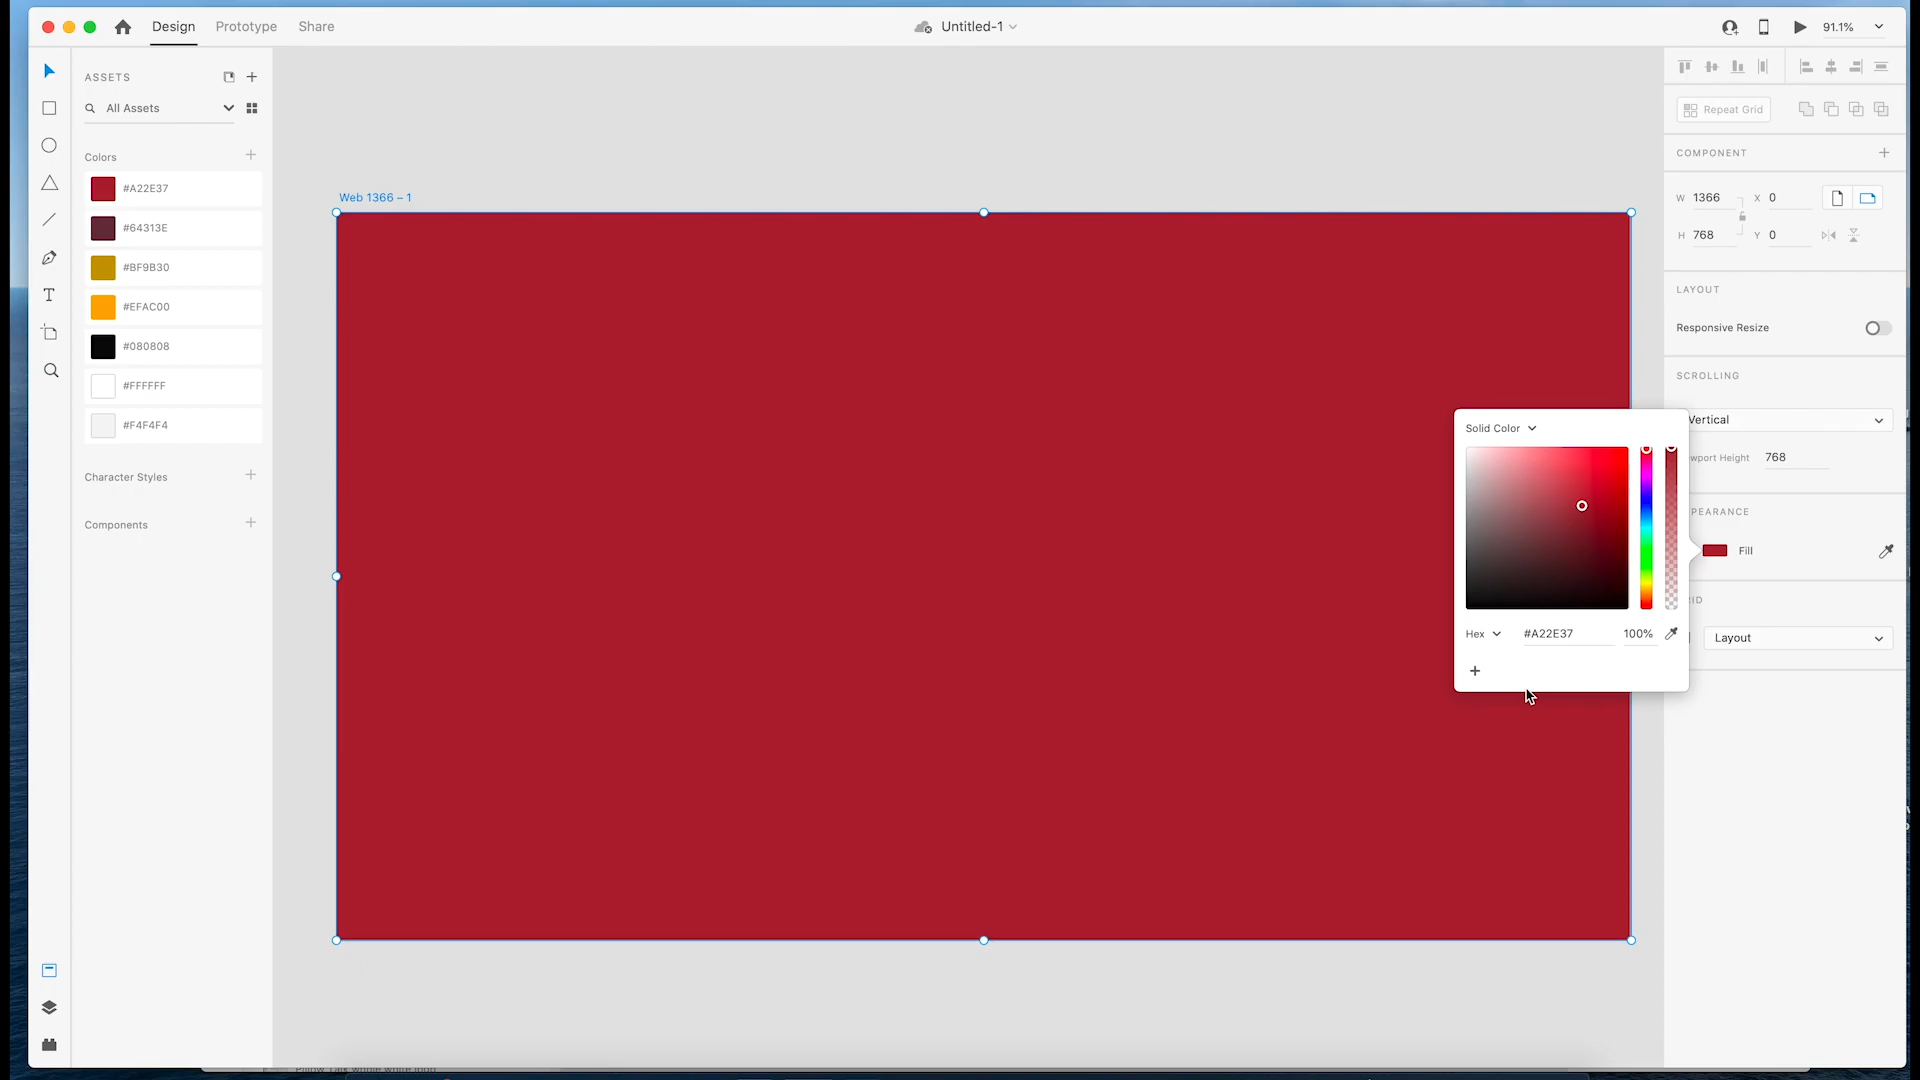 Design
Prototype
Share
Untitled-1
91.1%
ASSETS
All Assets
Colors
#A22E37
#64313E
#BF9B30
#EFAC00
#080808
#FFFFFF
#F4F4F4
Character Styles
Components
Web 1366 – 1
Repeat Grid
COMPONENT
W 1366 X 0
H 768 Y 0
LAYOUT
Responsive Resize
SCROLLING
Vertical
wport Height 768
PEARANCE
Fill
ID
Layout
Solid Color
Hex #A22E37 100%